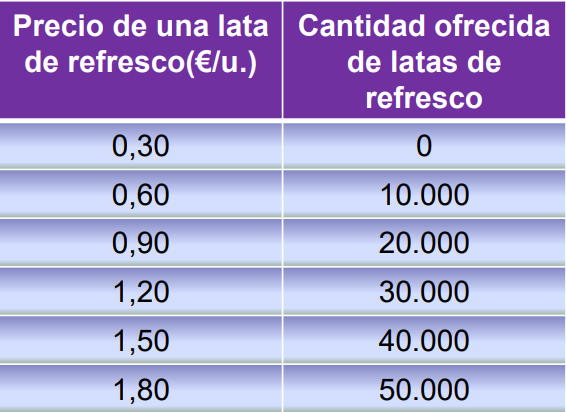 Precio de una lata
de refresco(€/u.)
Cantidad ofrecida
de latas de
refresco
0,30 0
0,60 10.000
0,90 20.000
1,20 30.000
1,50 40.000
1,80 50.000